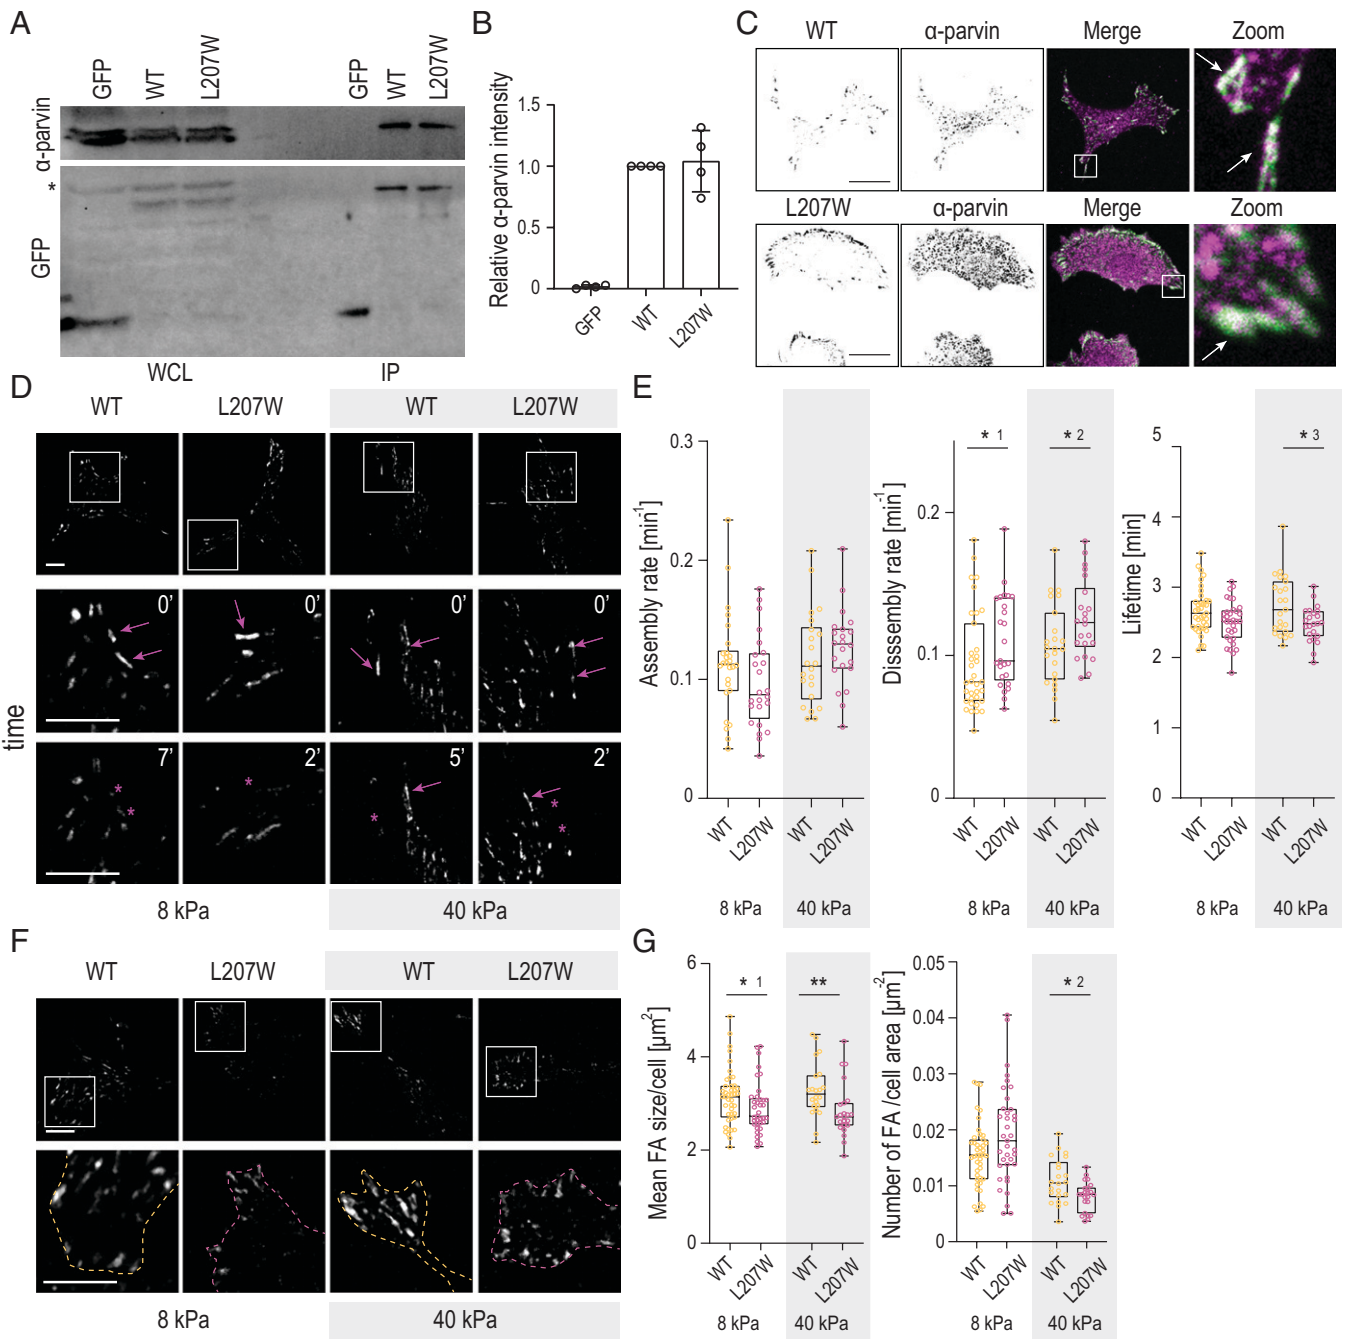 A
GFP
WT
L207W
GFP
WT
L207W
α-parvin
*
GFP
WCL
IP
B
Relative α-parvin intensity
1.5
1.0
0.5
0
GFP
WT
L207W
C
WT
α-parvin
Merge
Zoom
L207W
α-parvin
Merge
Zoom
D
WT
L207W
WT
L207W
0’
0’
0’
0’
time
7’
2’
5’
2’
*
*
*
*
*
*
8 kPa
40 kPa
E
Assembly rate [min-1]
0.3
0.2
0.1
0
WT
L207W
WT
L207W
8 kPa
40 kPa
Disssembly rate [min-1]
* 1
* 2
0.2
0.1
0
WT
L207W
WT
L207W
8 kPa
40 kPa
Lifetime [min]
* 3
5
4
3
2
1
0
WT
L207W
WT
L207W
8 kPa
40 kPa
F
WT
L207W
WT
L207W
8 kPa
40 kPa
G
Mean FA size/cell [µm2]
* 1
**
6
4
2
0
WT
L207W
WT
L207W
8 kPa
40 kPa
Number of FA /cell area [µm-2]
* 2
0.05
0.04
0.03
0.02
0.01
0
WT
L207W
WT
L207W
8 kPa
40 kPa